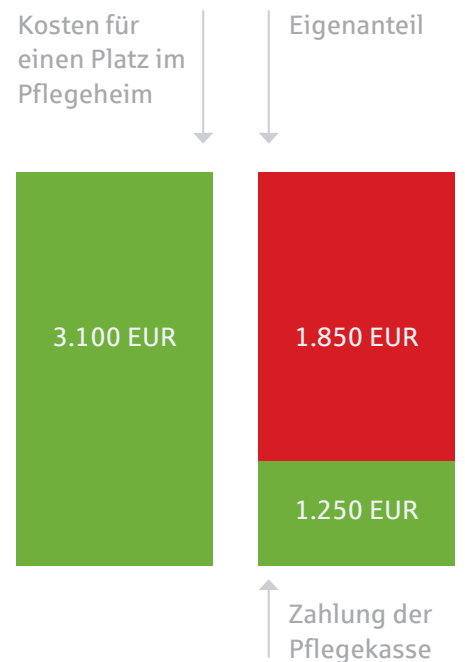 Kosten für
einen Platz im
Pflegeheim
Eigenanteil
3.100 EUR
1.850 EUR
1.250 EUR
Zahlung der
Pflegekasse